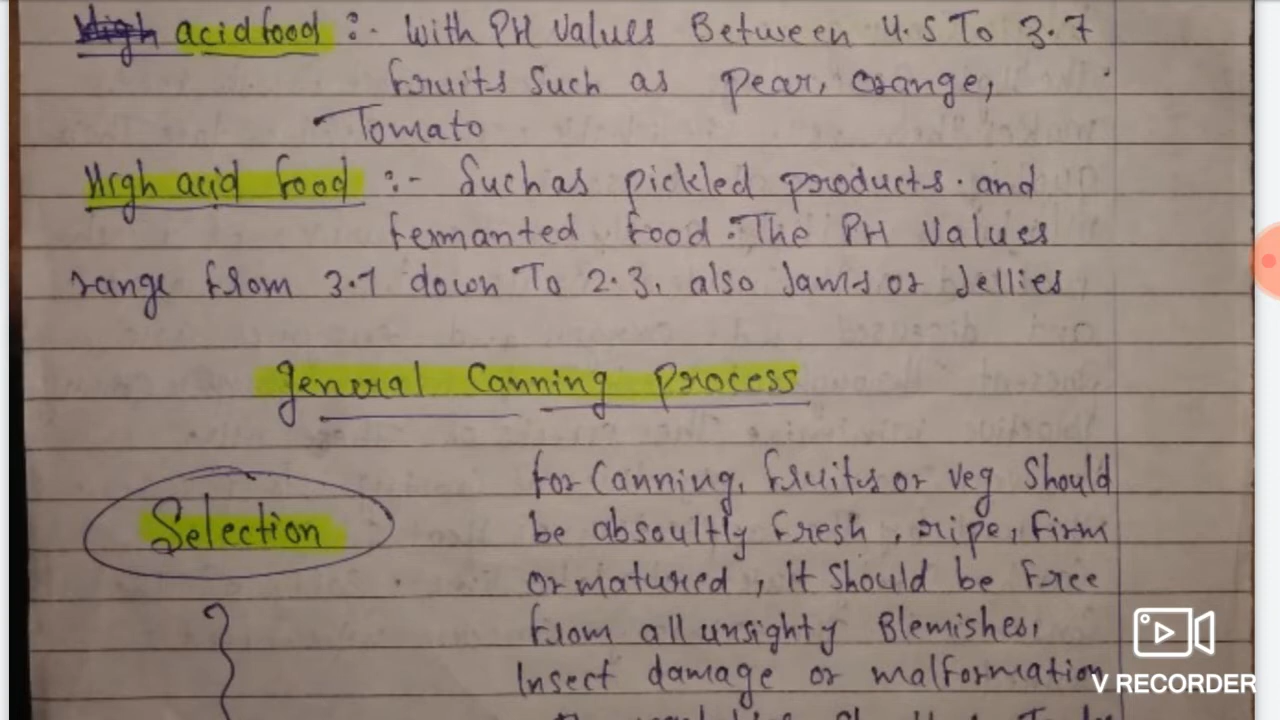 High acid food :- With PH Values Between 4.5 To 3.7
fruits Such as pear, orange,
Tomato
High acid food :- Such as pickled products. and
fermanted food. The PH Values
range from 3.7 down To 2.3. also Jams or Jellies
general Canning Process
Selection
for Canning, fruits or veg Should
be absoultly fresh, ripe, firm
or matured, It Should be free
from all unsighty Blemishes,
Insect damage or malformation
V RECORDER